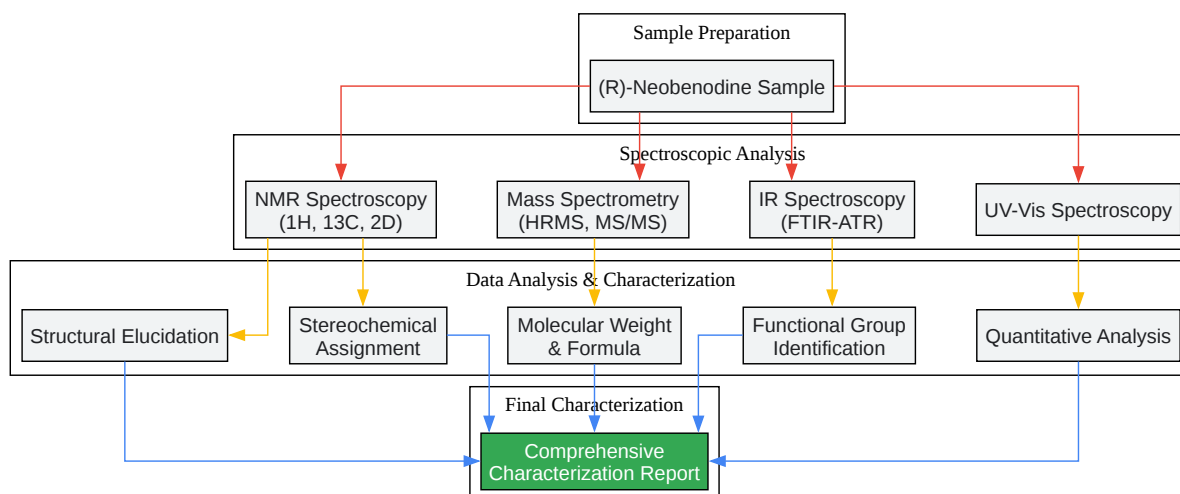 Sample Preparation
(R)-Neobenodine Sample
Spectroscopic Analysis
NMR Spectroscopy
(1H, 13C, 2D)
Mass Spectrometry
(HRMS, MS/MS)
IR Spectroscopy
(FTIR-ATR)
UV-Vis Spectroscopy
Data Analysis & Characterization
Structural Elucidation
Stereochemical
Assignment
Molecular Weight
& Formula
Functional Group
Identification
Quantitative Analysis
Final Characterization
Comprehensive
Characterization Report